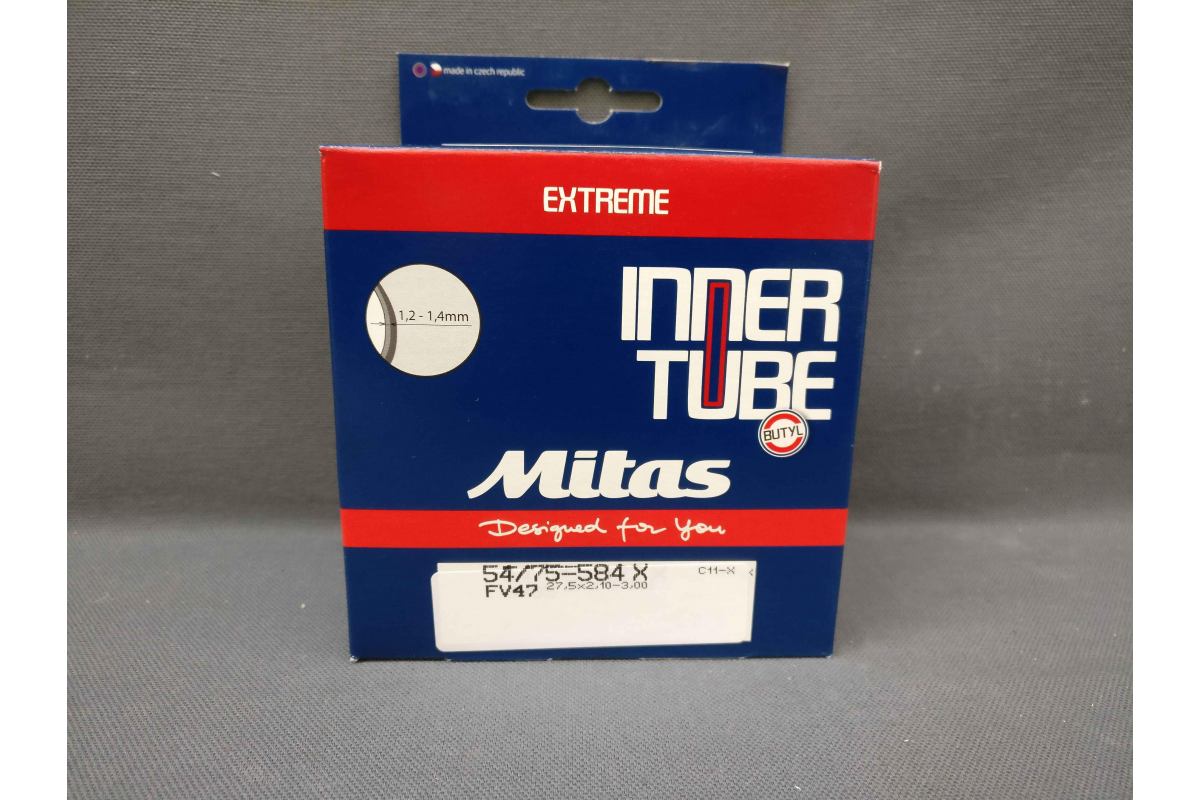 made in czech republic
EXTREME
1,2 - 1,4mm
INNER
TUBE
BUTYL
Mitas
Designed for You
54/75-584 X
C11-X <
FV47 27,5x2,10-3,00